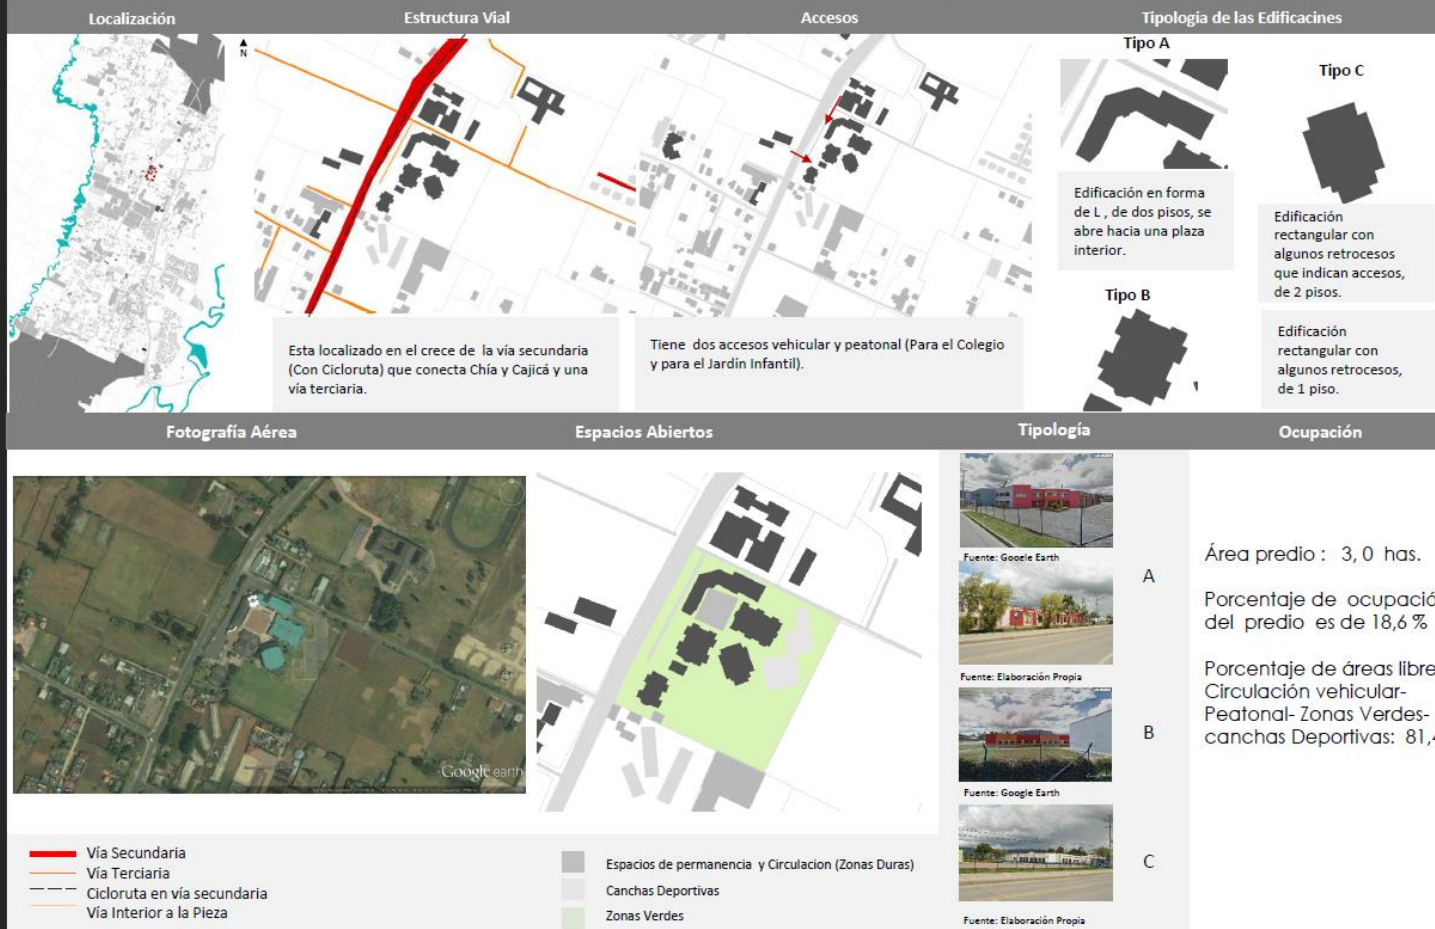 Localización
Estructura Vial
Accesos
Tipología de las Edificacines
N
Esta localizado en el crece de la vía secundaria
(Con Cicloruta) que conecta Chía y Cajicá y una
vía terciaria.
Tiene dos accesos vehicular y peatonal (Para el Colegio
y para el Jardín Infantil).
Tipo A
Edificación en forma
de L , de dos pisos, se
abre hacia una plaza
interior.
Tipo B
Tipo C
Edificación
rectangular con
algunos retrocesos
que indican accesos,
de 2 pisos.
Edificación
rectangular con
algunos retrocesos,
de 1 piso.
Fotografía Aérea
Espacios Abiertos
Tipología
Ocupación
Google earth
Vía Secundaria
Vía Terciaria
Cicloruta en vía secundaria
Vía Interior a la Pieza
Espacios de permanencia y Circulacion (Zonas Duras)
Canchas Deportivas
Zonas Verdes
Fuente: Google Earth
A
Fuente: Elaboración Propia
B
Fuente: Google Earth
C
Fuente: Elaboración Propia
Área predio : 3, 0 has.
Porcentaje de ocupació
del predio es de 18,6 %
Porcentaje de áreas libre
Circulación vehicular-
Peatonal- Zonas Verdes-
canchas Deportivas: 81,4